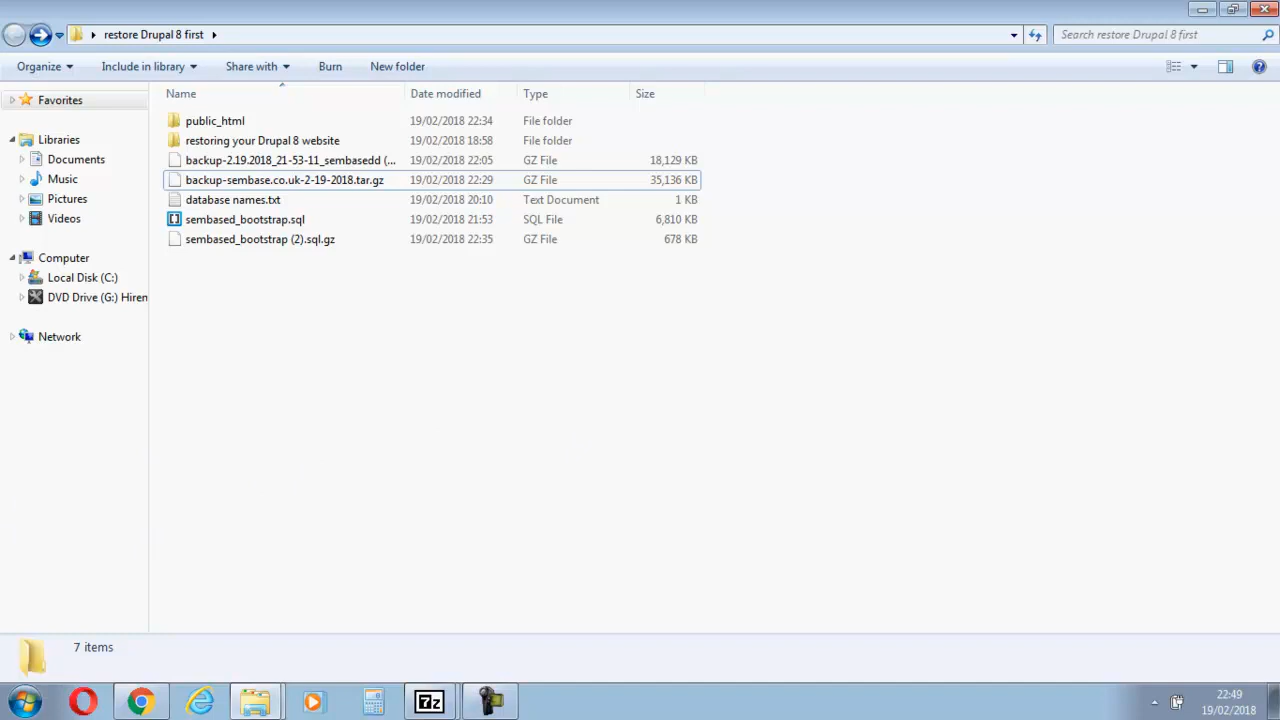 restore Drupal 8 first
Search restore Drupal 8 first
Organize Include in library Share with Burn New folder
Name Date modified Type Size
Favorites
Libraries
Documents
Music
Pictures
Videos
Computer
Local Disk (C:)
DVD Drive (G:) Hiren
Network
public_html 19/02/2018 22:34 File folder
restoring your Drupal 8 website 19/02/2018 18:58 File folder
backup-2.19.2018_21-53-11_sembasedd (... 19/02/2018 22:05 GZ File 18,129 KB
backup-sembase.co.uk-2-19-2018.tar.gz 19/02/2018 22:29 GZ File 35,136 KB
database names.txt 19/02/2018 20:10 Text Document 1 KB
sembased_bootstrap.sql 19/02/2018 21:53 SQL File 6,810 KB
sembased_bootstrap (2).sql.gz 19/02/2018 22:35 GZ File 678 KB
7 items
7z
22:49
19/02/2018